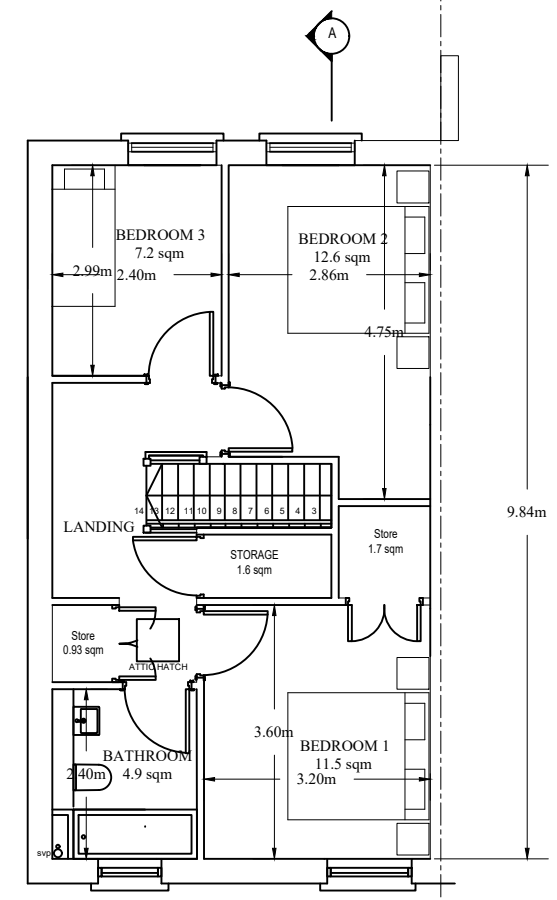 A
BEDROOM 3
7.2 sqm
2.99m
2.40m
BEDROOM 2
12.6 sqm
2.86m
4.75m
14 13 12 11 10 9 8 7 6 5 4 3
9.84m
LANDING
STORAGE
1.6 sqm
Store
1.7 sqm
Store
0.93 sqm
ATTIC HATCH
3.60m
BEDROOM 1
11.5 sqm
3.20m
BATHROOM
2.40m
4.9 sqm
svp